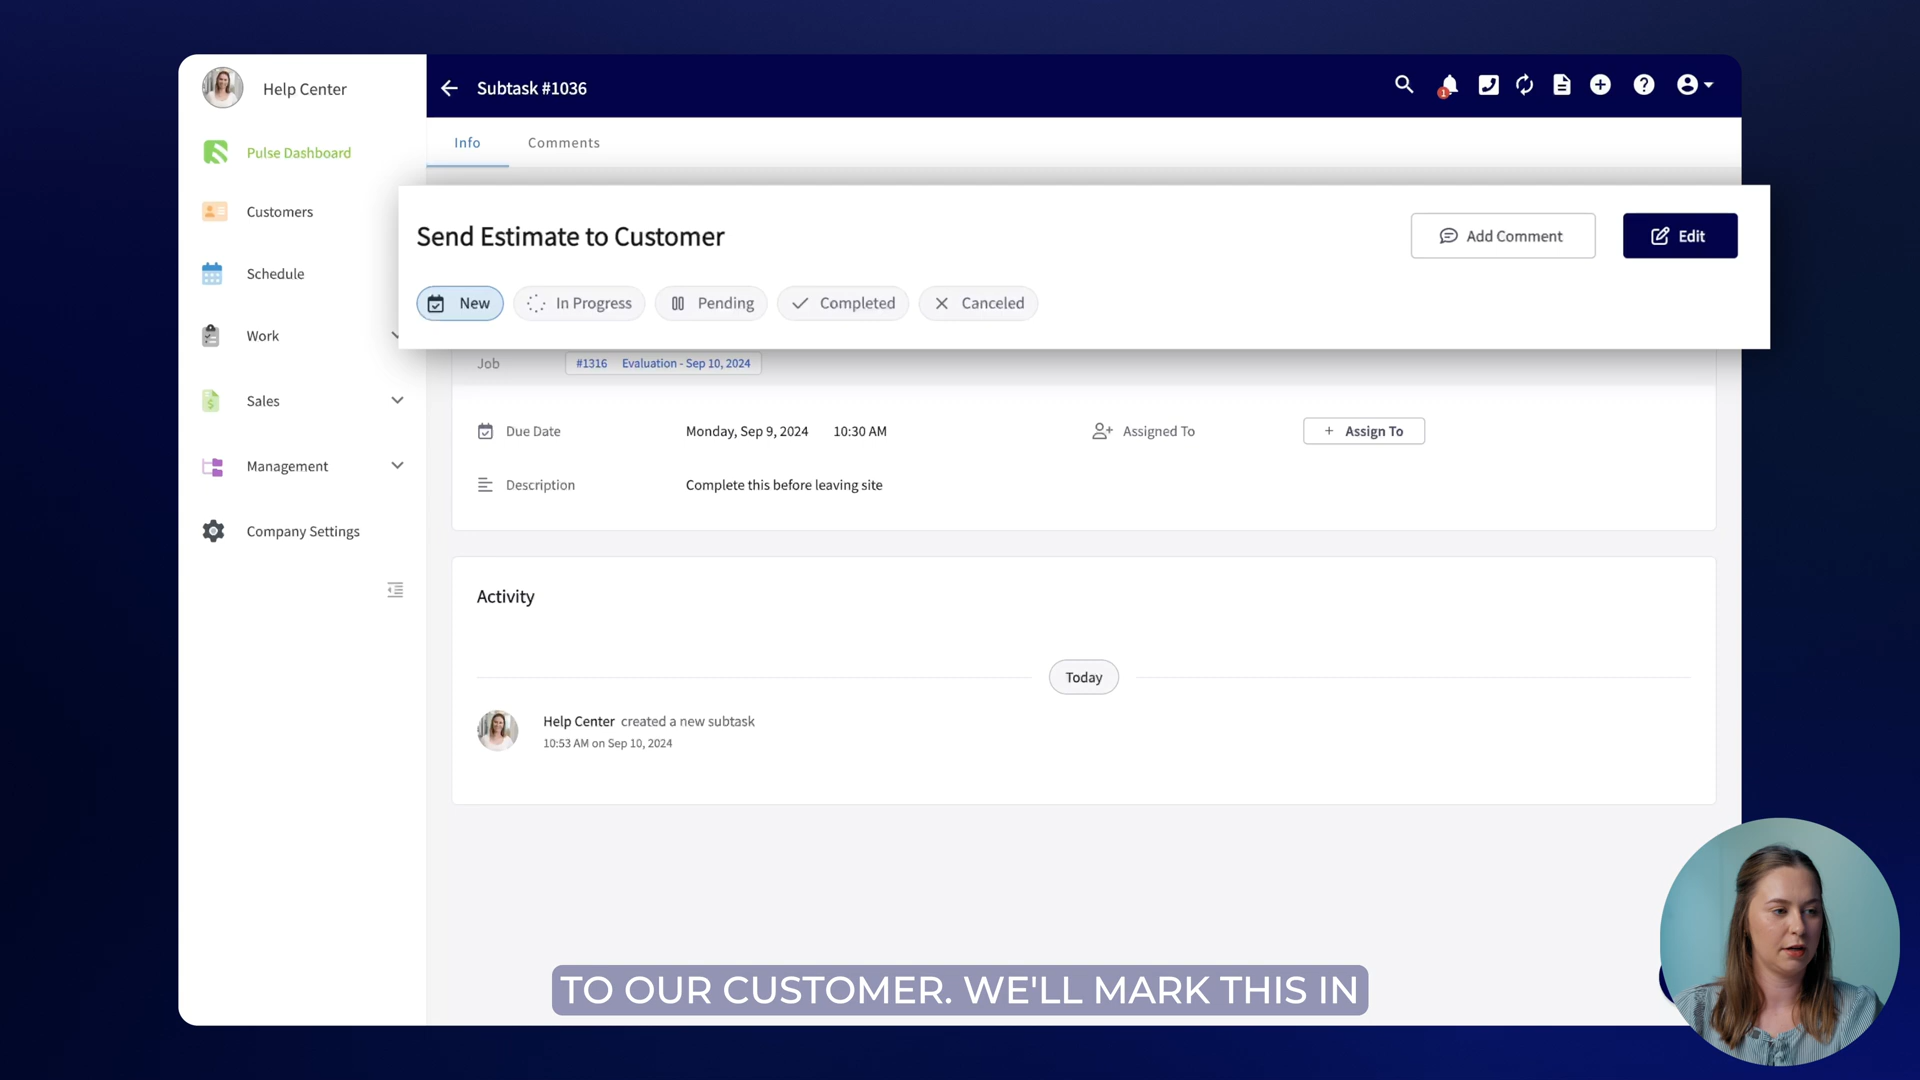 Help Center
Subtask #1036
1
Pulse Dashboard
Customers
Schedule
Work
Sales
Management
Company Settings
Info Comments
Send Estimate to Customer
Add Comment
Edit
New In Progress Pending Completed Canceled
Job #1316 Evaluation - Sep 10, 2024
Due Date Monday, Sep 9, 2024 10:30 AM
Assigned To + Assign To
Description Complete this before leaving site
Activity
Today
Help Center created a new subtask
10:53 AM on Sep 10, 2024
TO OUR CUSTOMER. WE'LL MARK THIS IN